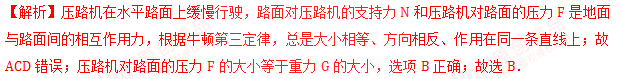 【解析】压路机在水平路面上缓慢行驶，路面对压路机的支持力 N 和压路机对路面的压力 F 是地面
与路面间的相互作用力，根据牛顿第三定律，总是大小相等、方向相反、作用在同一条直线上；故
ACD 错误；压路机对路面的压力 F 的大小等于重力 G 的大小，选项 B 正确；故选 B．